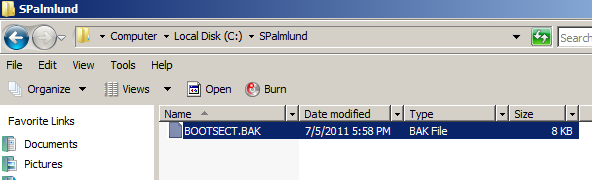 SPalmlund
Computer Local Disk (C:) SPalmlund Search
File Edit View Tools Help
Organize Views Open Burn
Favorite Links Name Date modified Type Size
BOOTSECT.BAK 7/5/2011 5:58 PM BAK File 8 KB
Documents
Pictures